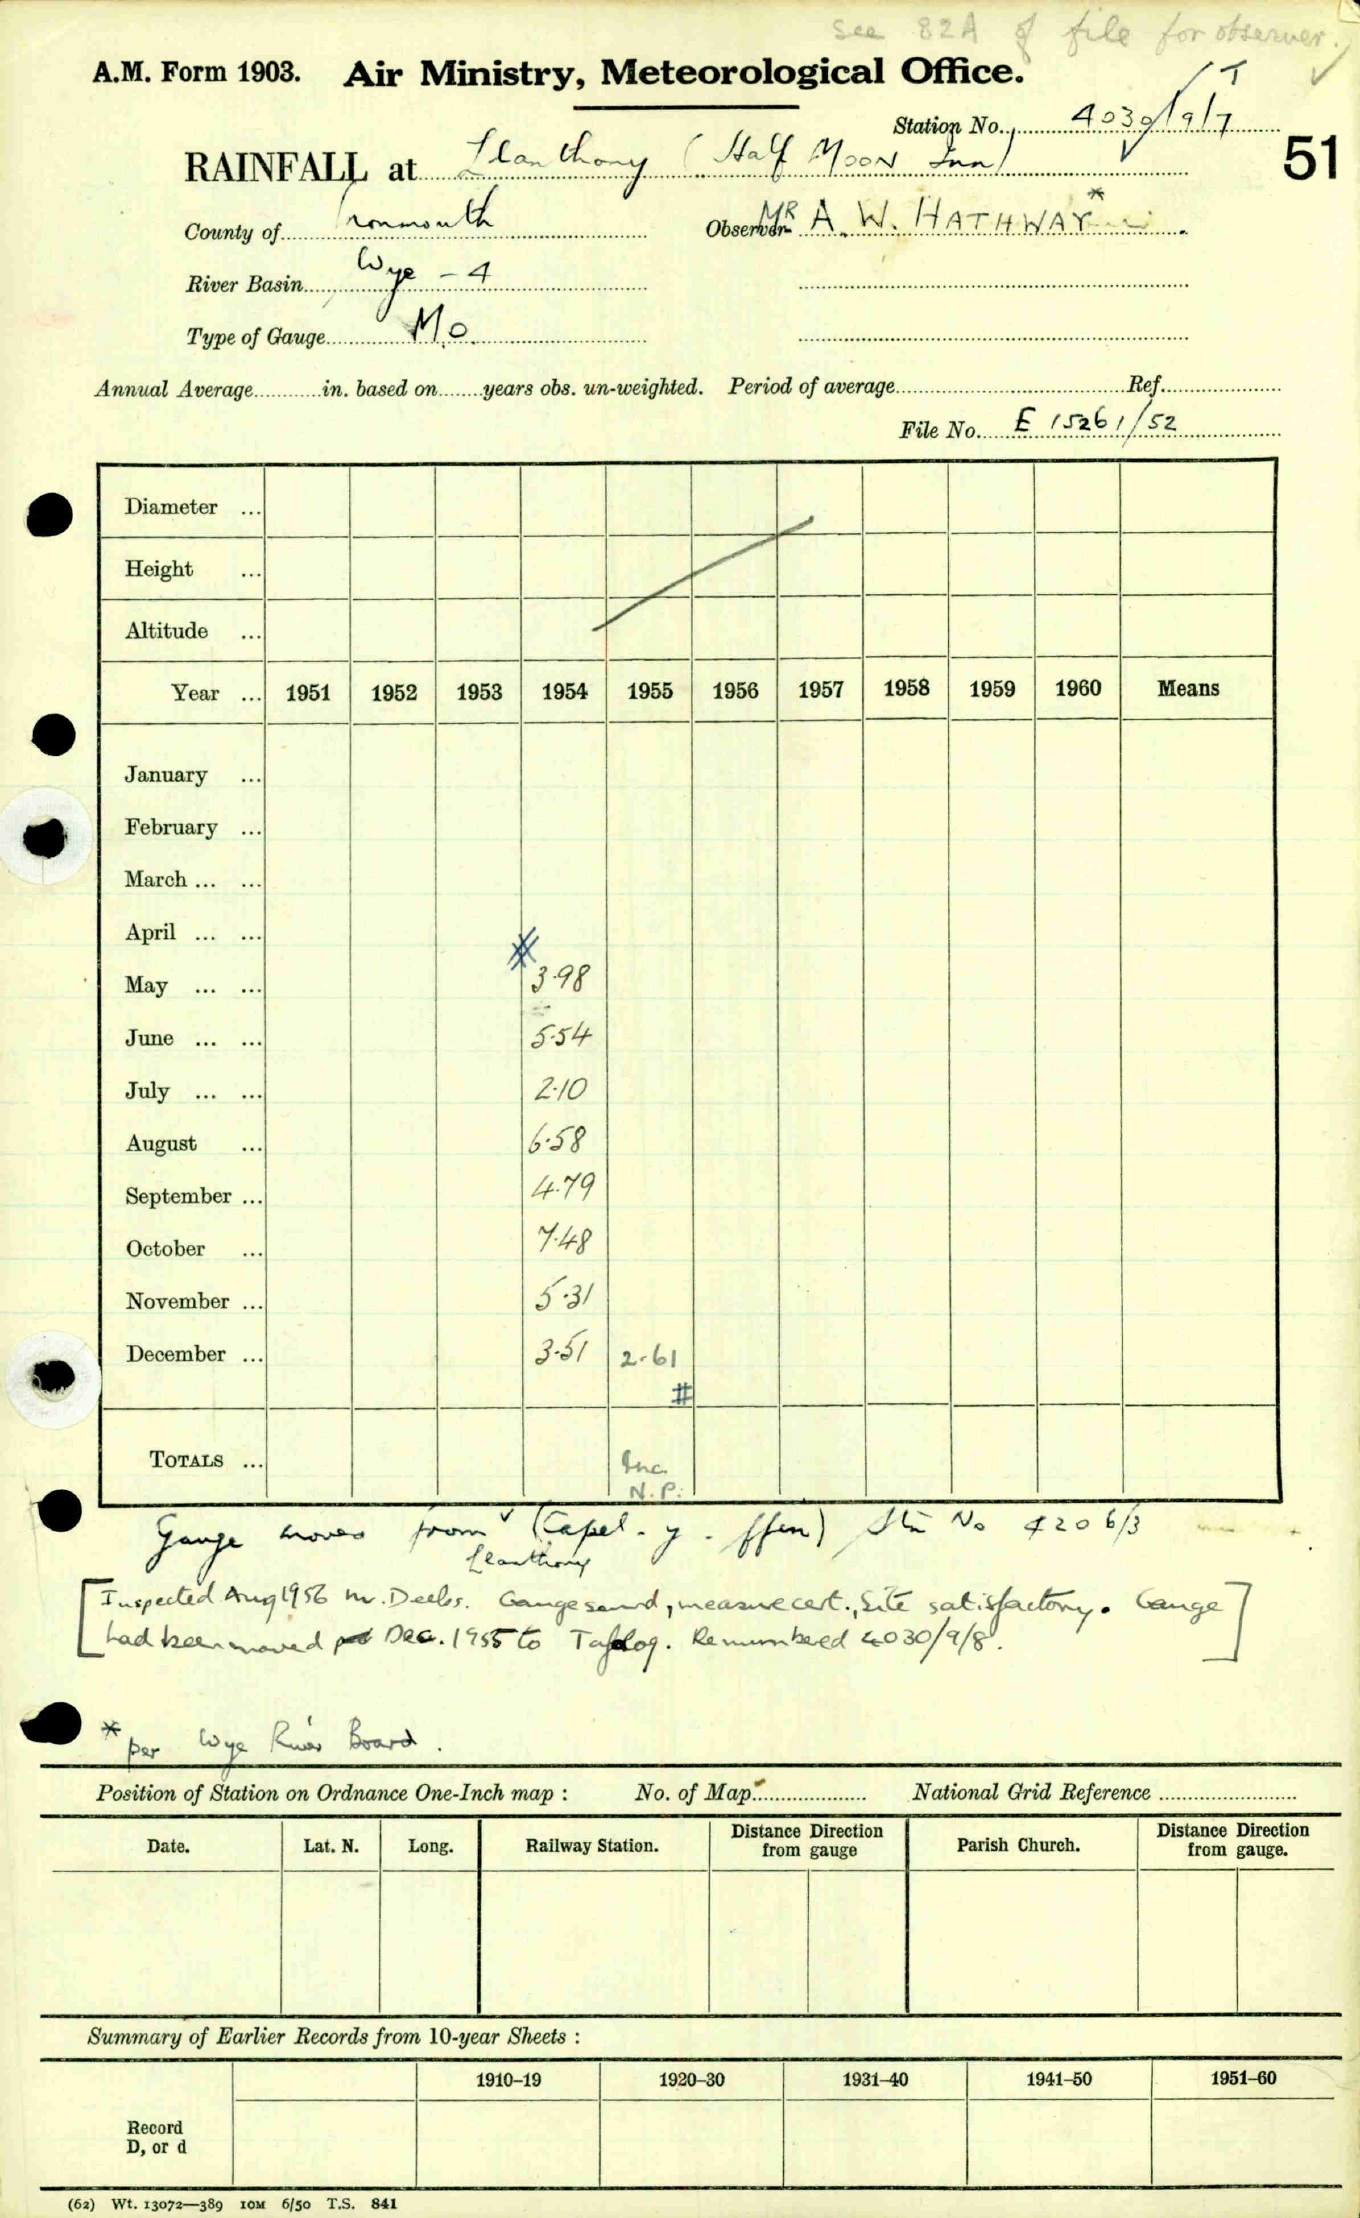 see 82A of file for observer.
A.M. Form 1903. Air Ministry, Meteorological Office.
T
Station No. 4030/9/7
51
RAINFALL at Llanthony (Half Moon Inn)
County of Monmouth Observer MR A. W. HATHWAY*
River Basin Wye - 4
Type of Gauge M.O.
Annual Average in. based on years obs. un-weighted. Period of average Ref.
File No. E 15261/52
Diameter ...
Height ...
Altitude ...
Year ... 1951 1952 1953 1954 1955 1956 1957 1958 1959 1960 Means
January ...
February ...
March ... ...
April ... ...
#
May ... ... 3.98
June ... ... 5.54
July ... ... 2.10
August ... 6.58
September ... 4.79
October ... 7.48
November ... 5.31
December ... 3.51 2.61
#
TOTALS ... Inc.
N.P.
Gauge moved from (Capel-y-ffin) Stn No 4206/3
Llanthony
[Inspected Aug 1956 Mr. Gauge sound, measure cert., Site satisfactory. Gauge
had been moved Dec. 1955 to Tafolog. Renumbered 4030/9/8.]
* per Wye River Board.
Position of Station on Ordnance One-Inch map : No. of Map National Grid Reference
Date. Lat. N. Long. Railway Station. Distance Direction from gauge Parish Church. Distance Direction from gauge.
Summary of Earlier Records from 10-year Sheets :
1910–19 1920–30 1931–40 1941–50 1951–60
Record
D, or d
(62) Wt. 13072—389 10M 6/50 T.S. 841